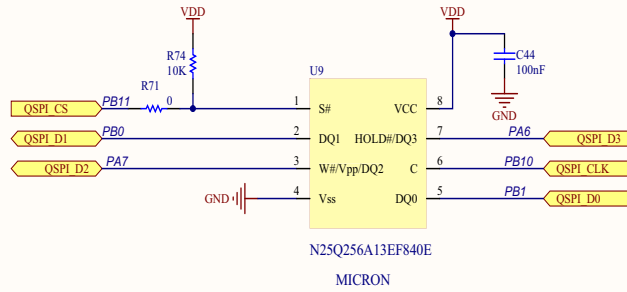 VDD
VDD
R74
10K
C44
100nF
GND
U9
R71
0
QSPI_CS PB11 1 S# VCC 8
QSPI_D1 PB0 2 DQ1 HOLD#/DQ3 7 PA6 QSPI_D3
QSPI_D2 PA7 3 W#/Vpp/DQ2 C 6 PB10 QSPI_CLK
GND 4 Vss DQ0 5 PB1 QSPI_D0
N25Q256A13EF840E
MICRON